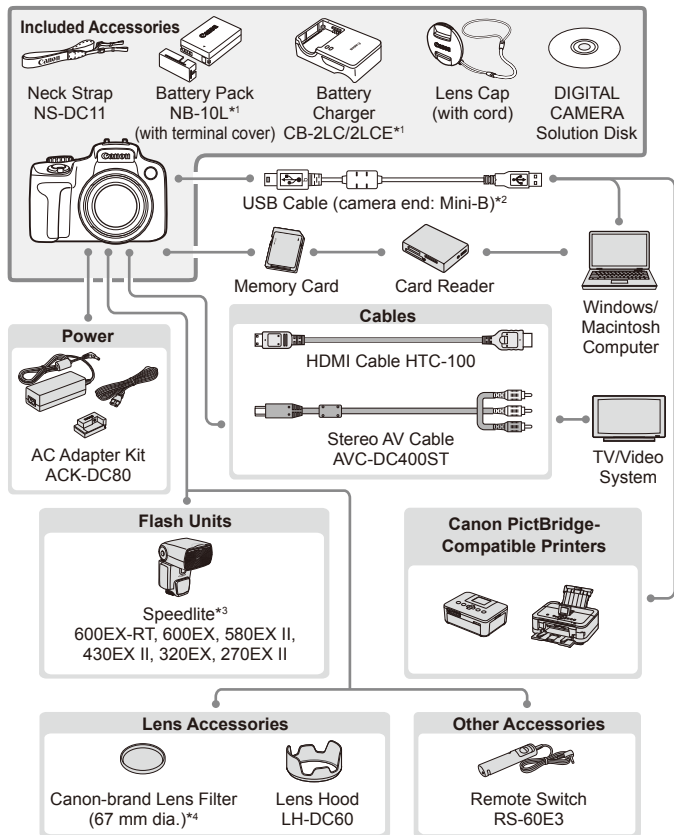 Included Accessories
Canon
Canon
Canon
Neck Strap
NS-DC11
Battery Pack
NB-10L*1
(with terminal cover)
Battery
Charger
CB-2LC/2LCE*1
Lens Cap
(with cord)
DIGITAL
CAMERA
Solution Disk
Canon
USB Cable (camera end: Mini-B)*2
Memory Card
Card Reader
Windows/
Macintosh
Computer
Power
AC Adapter Kit
ACK-DC80
Cables
HDMI Cable HTC-100
Stereo AV Cable
AVC-DC400ST
TV/Video
System
Flash Units
Speedlite*3
600EX-RT, 600EX, 580EX II,
430EX II, 320EX, 270EX II
Canon PictBridge-
Compatible Printers
Lens Accessories
Canon-brand Lens Filter
(67 mm dia.)*4
Lens Hood
LH-DC60
Other Accessories
Remote Switch
RS-60E3